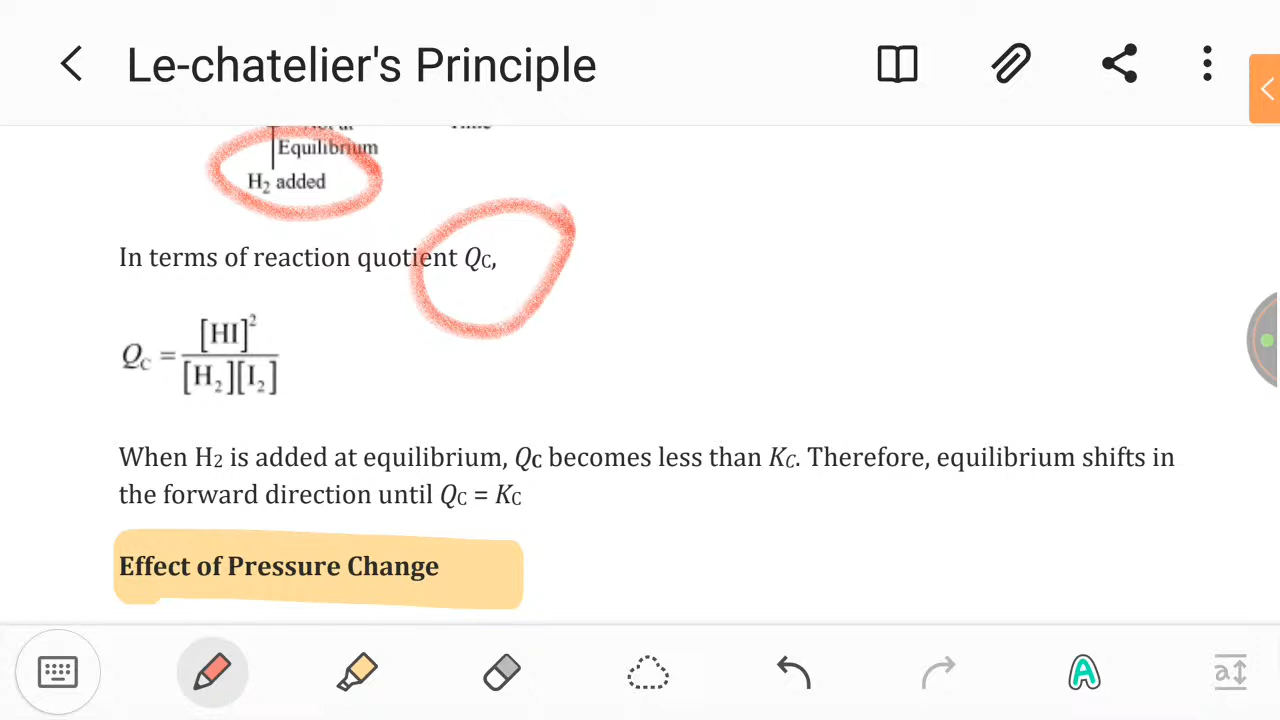 Le-chatelier's Principle
Equilibrium
H₂ added
In terms of reaction quotient QC,
QC = [HI]² / [H₂][I₂]
When H2 is added at equilibrium, QC becomes less than KC. Therefore, equilibrium shifts in
the forward direction until QC = KC
Effect of Pressure Change